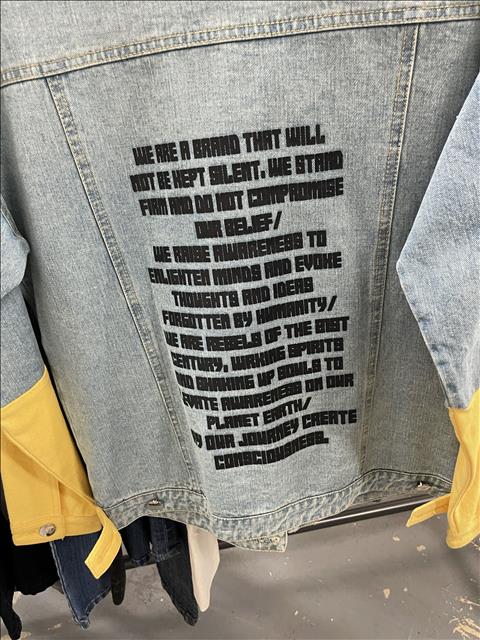 WE ARE A BRAND THAT WILL
NOT BE KEPT SILENT, WE STAND
FIRM AND DO NOT COMPROMISE
OUR BELIEF/
WE RAISE AWARENESS TO
ENLIGHTEN MINDS AND EVOKE
THOUGHTS AND IDEAS
FORGOTTEN BY HUMANITY/
WE ARE REBELS OF THE 21ST
CENTURY, WAKING SPIRITS
AND SHAKING UP SOULS TO
AWARENESS ON OUR
PLANET EARTH/
OUR JOURNEY CREATE
CONSCIOUSNESS.